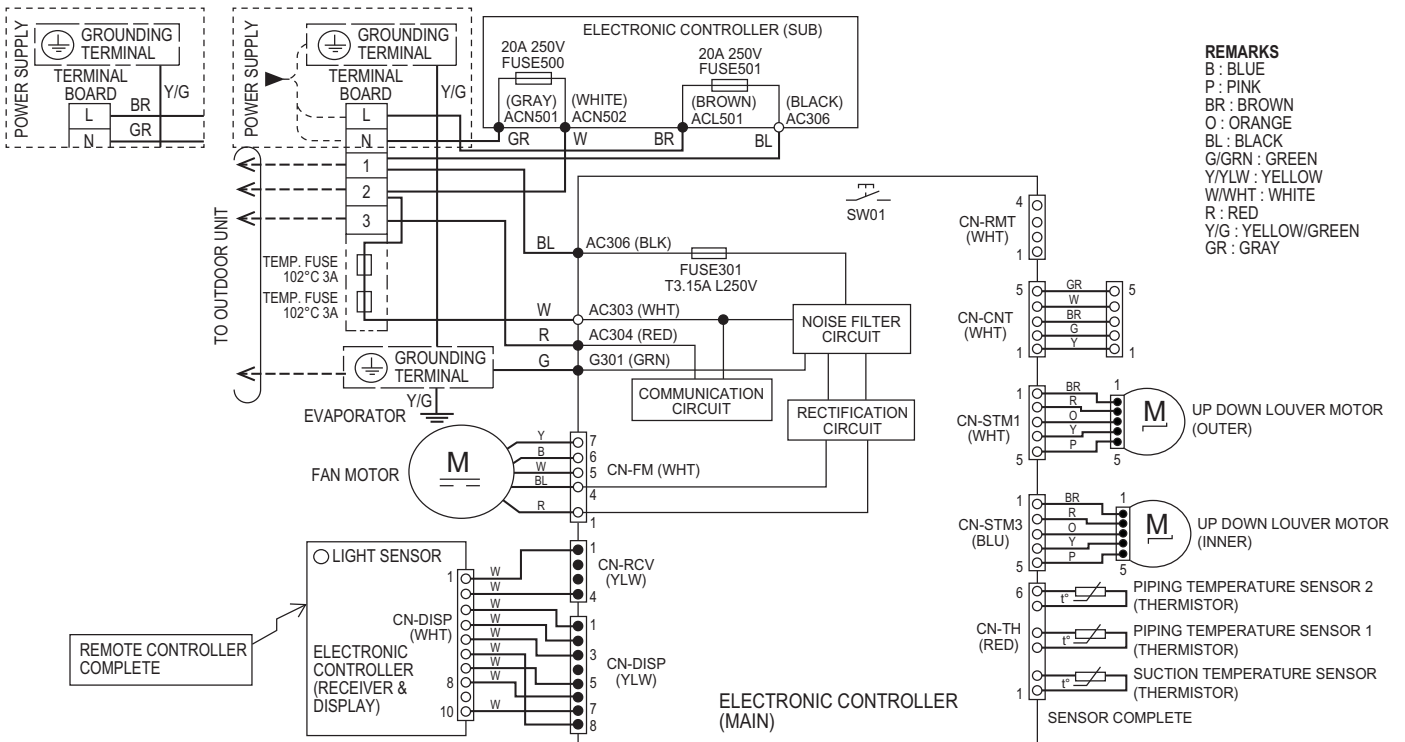 POWER SUPPLY
GROUNDING
TERMINAL
TERMINAL
BOARD
Y/G
L
BR
N
GR
POWER SUPPLY
GROUNDING
TERMINAL
TERMINAL
BOARD
Y/G
L
N
1
2
3
ELECTRONIC CONTROLLER (SUB)
20A 250V
FUSE500
20A 250V
FUSE501
(GRAY)
ACN501
(WHITE)
ACN502
(BROWN)
ACL501
(BLACK)
AC306
GR
W
BR
BL
REMARKS
B : BLUE
P : PINK
BR : BROWN
O : ORANGE
BL : BLACK
G/GRN : GREEN
Y/YLW : YELLOW
W/WHT : WHITE
R : RED
Y/G : YELLOW/GREEN
GR : GRAY
TO OUTDOOR UNIT
TEMP. FUSE
102°C 3A
TEMP. FUSE
102°C 3A
GROUNDING
TERMINAL
Y/G
EVAPORATOR
BL
AC306 (BLK)
W
AC303 (WHT)
R
AC304 (RED)
G
G301 (GRN)
FUSE301
T3.15A L250V
SW01
NOISE FILTER
CIRCUIT
COMMUNICATION
CIRCUIT
RECTIFICATION
CIRCUIT
4
CN-RMT
(WHT)
1
5
CN-CNT
(WHT)
1
GR
W
BR
G
Y
5
1
1
CN-STM1
(WHT)
5
BR
R
O
Y
P
1
5
M
UP DOWN LOUVER MOTOR
(OUTER)
1
CN-STM3
(BLU)
5
BR
R
O
Y
P
1
5
M
UP DOWN LOUVER MOTOR
(INNER)
6
CN-TH
(RED)
1
t°
PIPING TEMPERATURE SENSOR 2
(THERMISTOR)
t°
PIPING TEMPERATURE SENSOR 1
(THERMISTOR)
t°
SUCTION TEMPERATURE SENSOR
(THERMISTOR)
SENSOR COMPLETE
FAN MOTOR
M
Y
B
W
BL
R
7
6
5
4
1
CN-FM (WHT)
LIGHT SENSOR
1
CN-DISP
(WHT)
8
10
ELECTRONIC
CONTROLLER
(RECEIVER &
DISPLAY)
W
W
W
W
W
W
W
W
W
1
4
CN-RCV
(YLW)
1
3
5
7
8
CN-DISP
(YLW)
REMOTE CONTROLLER
COMPLETE
ELECTRONIC CONTROLLER
(MAIN)